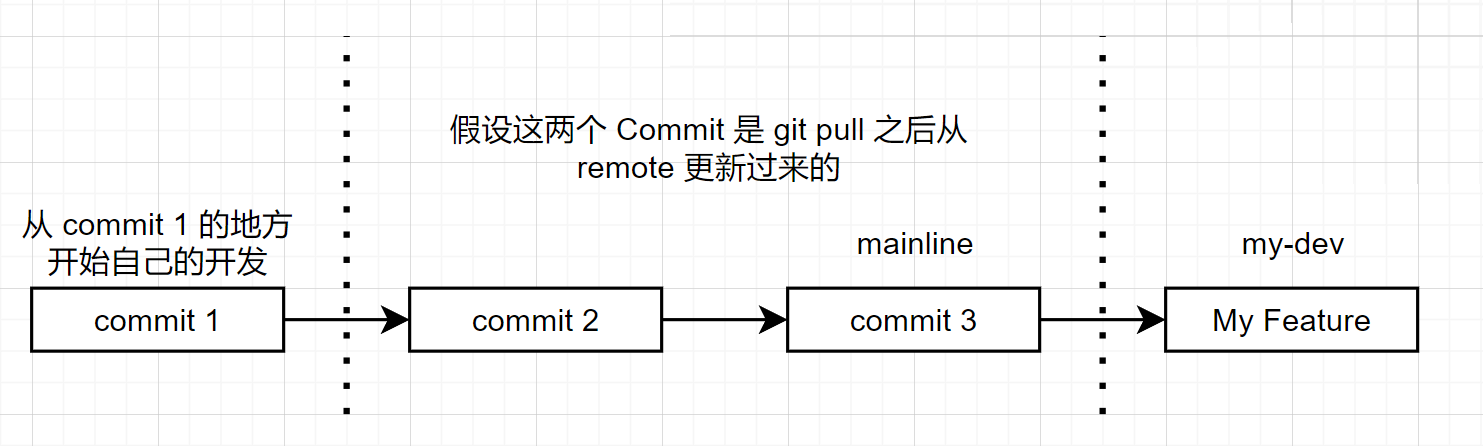 假设这两个 Commit 是 git pull 之后从
remote 更新过来的
从 commit 1 的地方
开始自己的开发
mainline
my-dev
commit 1
commit 2
commit 3
My Feature